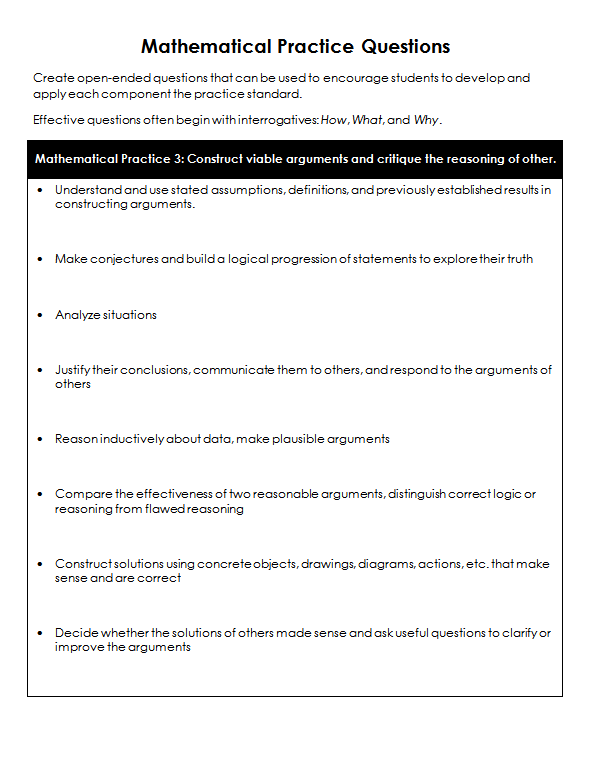 Mathematical Practice Questions
Create open-ended questions that can be used to encourage students to develop and
apply each component the practice standard.
Effective questions often begin with interrogatives: How, What, and Why.
Mathematical Practice 3: Construct viable arguments and critique the reasoning of other.
• Understand and use stated assumptions, definitions, and previously established results in
constructing arguments.
• Make conjectures and build a logical progression of statements to explore their truth
• Analyze situations
• Justify their conclusions, communicate them to others, and respond to the arguments of
others
• Reason inductively about data, make plausible arguments
• Compare the effectiveness of two reasonable arguments, distinguish correct logic or
reasoning from flawed reasoning
• Construct solutions using concrete objects, drawings, diagrams, actions, etc. that make
sense and are correct
• Decide whether the solutions of others made sense and ask useful questions to clarify or
improve the arguments